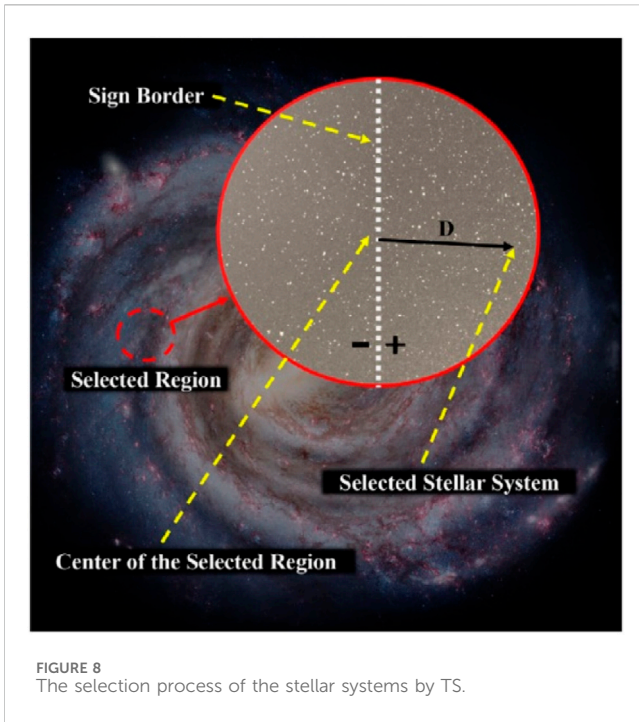 Sign Border
D
- +
Selected Region
Selected Stellar System
Center of the Selected Region
FIGURE 8
The selection process of the stellar systems by TS.